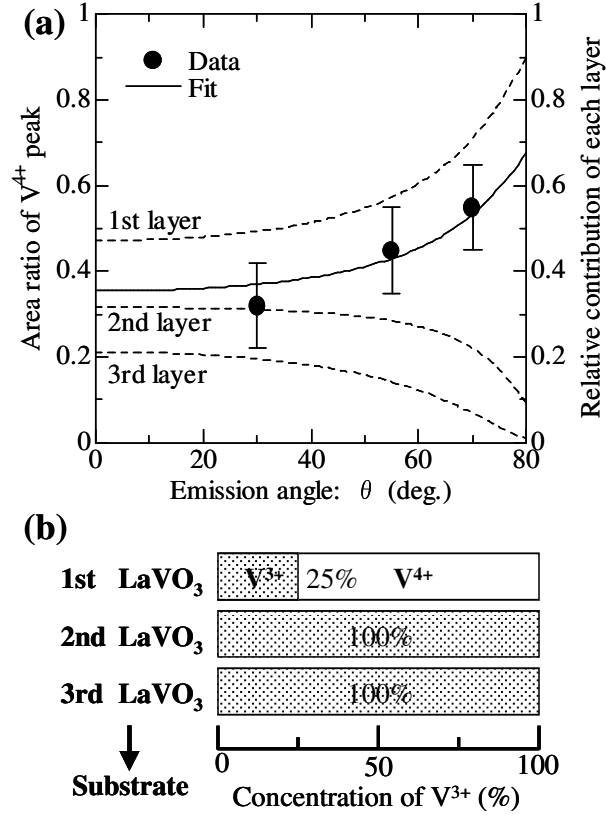 (a)
Data
Fit
1st layer
2nd layer
3rd layer
Area ratio of V4+ peak
Relative contribution of each layer
1
0.8
0.6
0.4
0.2
0
1
0.8
0.6
0.4
0.2
0
0 20 40 60 80
Emission angle: θ (deg.)
(b)
1st LaVO3 V3+ 25% V4+
2nd LaVO3 100%
3rd LaVO3 100%
Substrate
0 50 100
Concentration of V3+ (%)